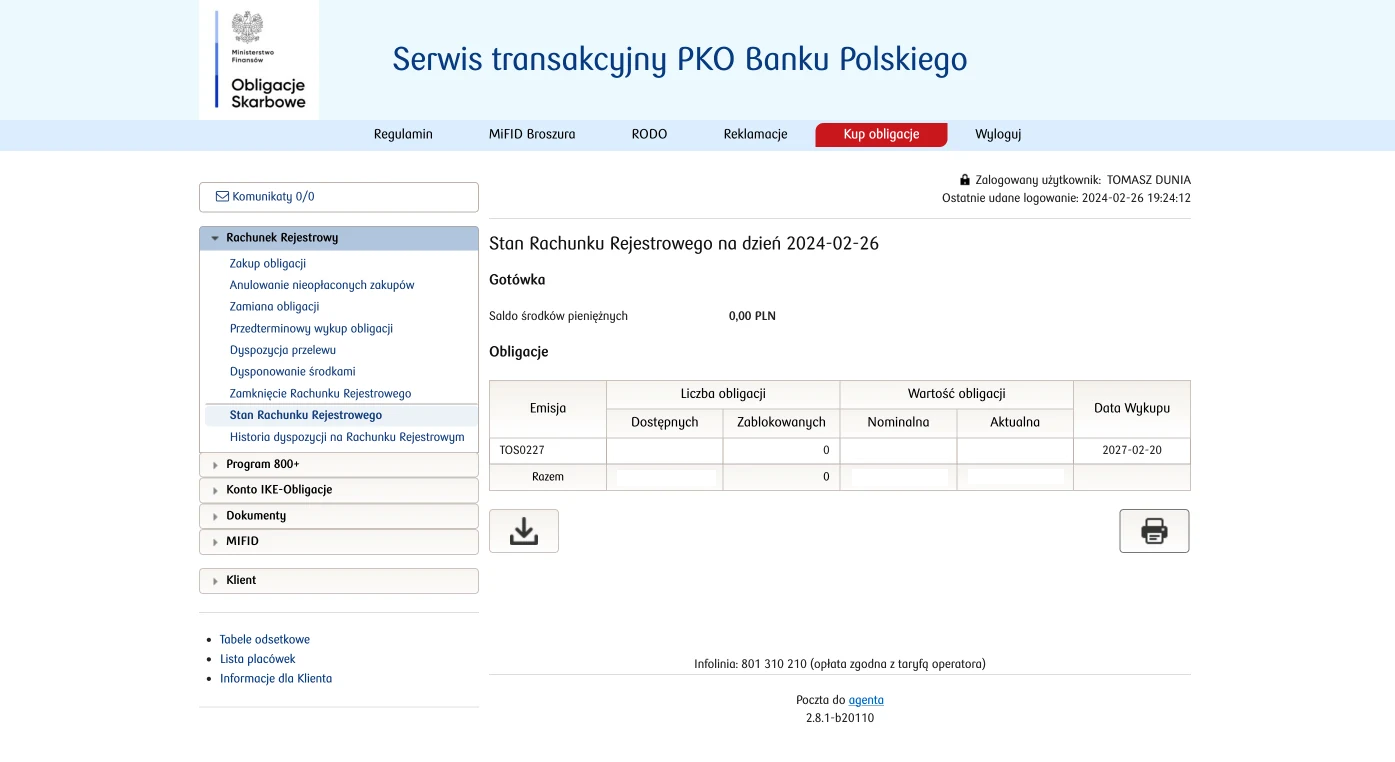 Ministerstwo
Finansów
Obligacje
Skarbowe
Serwis transakcyjny PKO Banku Polskiego
Regulamin MiFID Broszura RODO Reklamacje Kup obligacje Wyloguj
Komunikaty 0/0
Rachunek Rejestrowy
Zakup obligacji
Anulowanie nieopłaconych zakupów
Zamiana obligacji
Przedterminowy wykup obligacji
Dyspozycja przelewu
Dysponowanie środkami
Zamknięcie Rachunku Rejestrowego
Stan Rachunku Rejestrowego
Historia dyspozycji na Rachunku Rejestrowym
Program 800+
Konto IKE-Obligacje
Dokumenty
MIFID
Klient
Tabele odsetkowe
Lista placówek
Informacje dla Klienta
Zalogowany użytkownik: TOMASZ DUNIA
Ostatnie udane logowanie: 2024-02-26 19:24:12
Stan Rachunku Rejestrowego na dzień 2024-02-26
Gotówka
Saldo środków pieniężnych 0,00 PLN
Obligacje
Emisja Liczba obligacji Wartość obligacji Data Wykupu
Dostępnych Zablokowanych Nominalna Aktualna
TOS0227 0 2027-02-20
Razem 0
Infolinia: 801 310 210 (opłata zgodna z taryfą operatora)
Poczta do agenta
2.8.1-b20110